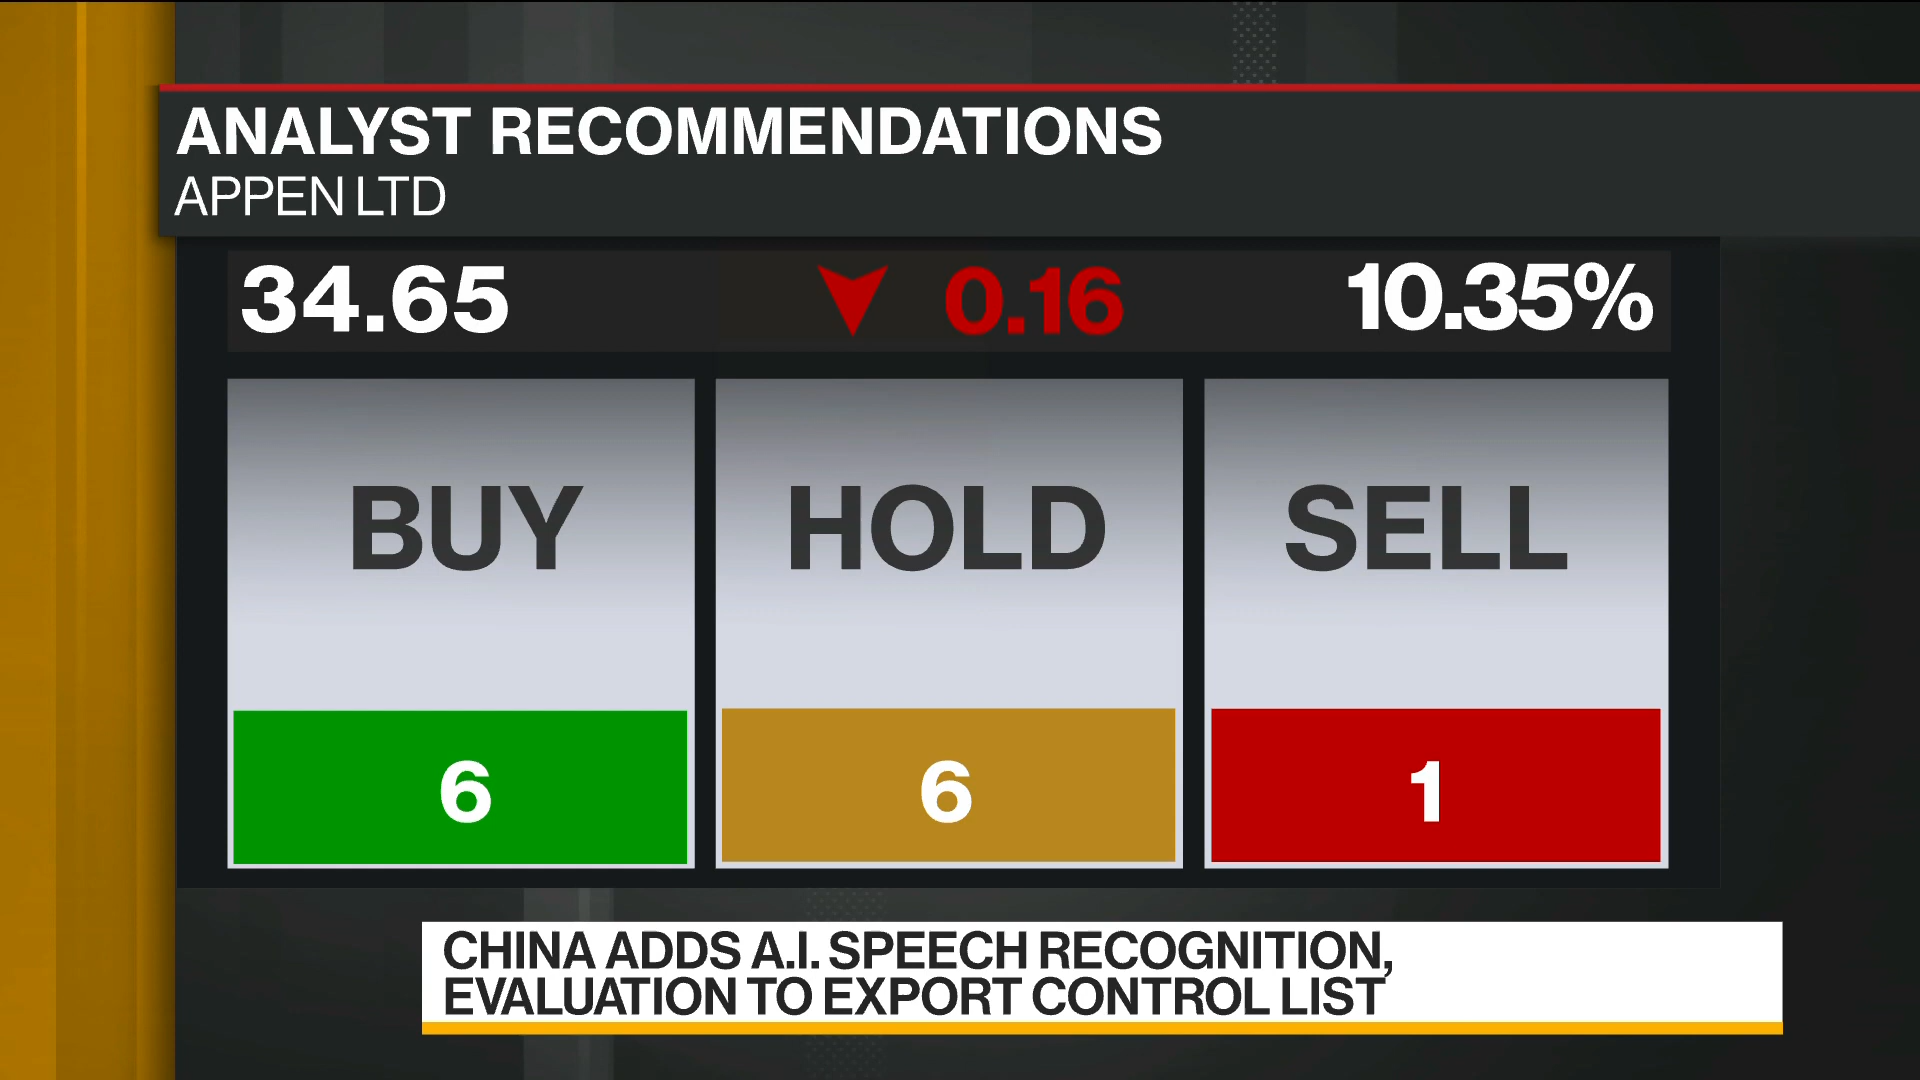 ANALYST RECOMMENDATIONS
APPEN LTD
34.65 0.16 10.35%
BUY HOLD SELL
6 6 1
CHINA ADDS A.I. SPEECH RECOGNITION,
EVALUATION TO EXPORT CONTROL LIST